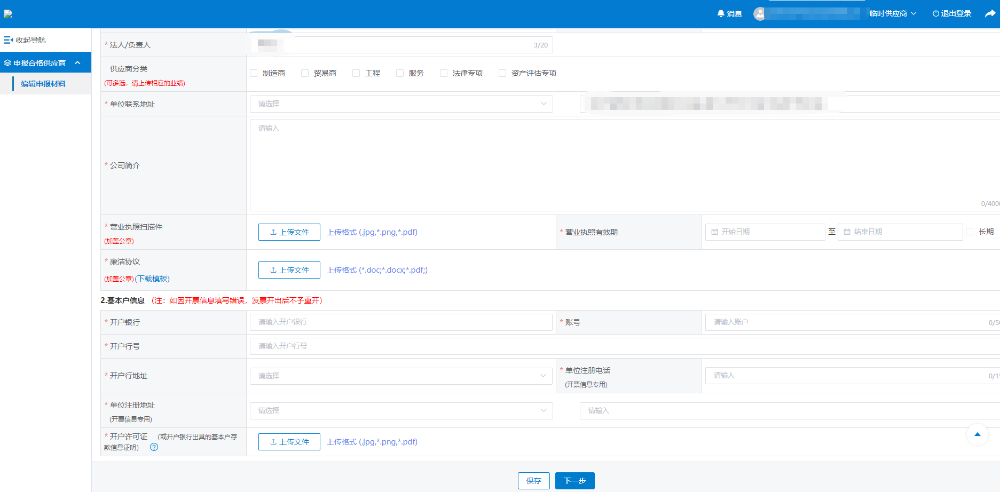 消息 临时供应商 退出登录
收起导航
申报合格供应商
编辑申报材料
* 法人/负责人 3/20
供应商分类
(可多选，请上传相应的业绩)
制造商 贸易商 工程 服务 法律专项 资产评估专项
* 单位联系地址 请选择
* 公司简介 请输入
0/400
* 营业执照扫描件
(加盖公章)
上传文件 上传格式 (.jpg,*.png,*.pdf)
* 营业执照有效期 开始日期 至 结束日期 长期
* 廉洁协议
(加盖公章)(下载模板)
上传文件 上传格式 (*.doc;*.docx;*.pdf;)
2.基本户信息 （注：如因开票信息填写错误，发票开出后不予重开）
* 开户银行 请输入开户银行 * 账号 请输入账户 0/5
* 开户行号 请输入开户行号
* 开户行地址 请选择 * 单位注册电话
(开票信息专用)
请输入 0/1
* 单位注册地址
(开票信息专用)
请选择 请输入
* 开户许可证 （或开户银行出具的基本户存
款信息证明） ?
上传文件 上传格式 (.jpg,*.png,*.pdf)
保存 下一步